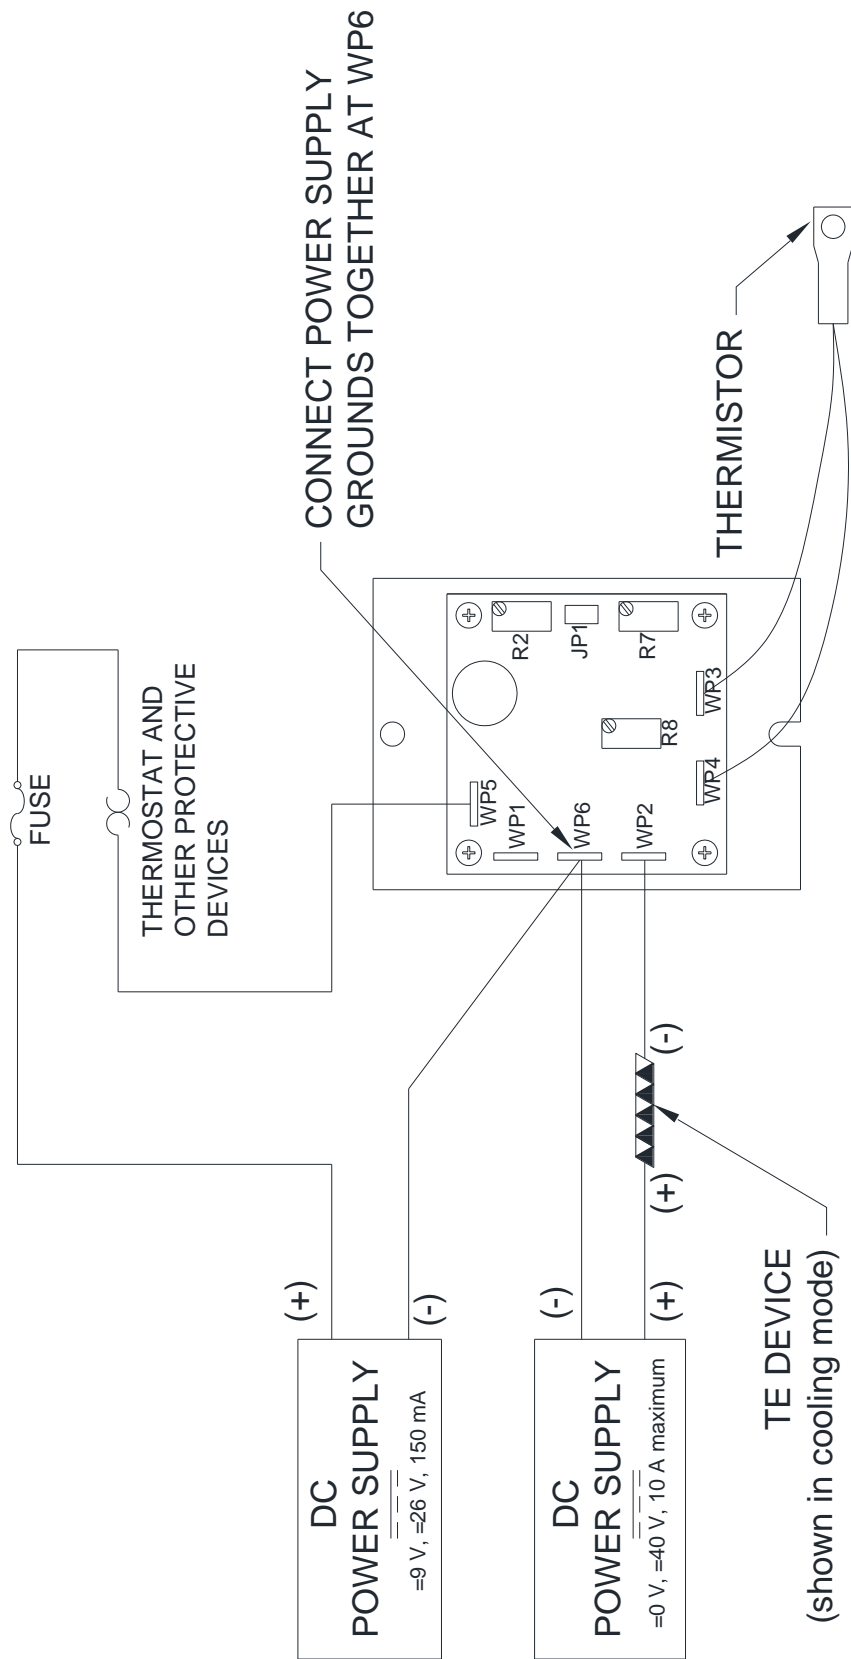 CONNECT POWER SUPPLY
GROUNDS TOGETHER AT WP6
FUSE
THERMOSTAT AND
OTHER PROTECTIVE
DEVICES
THERMISTOR
WP5
WP1
WP6
WP2
WP4
WP3
R2
JP1
R7
R8
(+)
(-)
(-)
(+)
(+)
(-)
DC
POWER SUPPLY
=9 V, =26 V, 150 mA
DC
POWER SUPPLY
=0 V, =40 V, 10 A maximum
TE DEVICE
(shown in cooling mode)